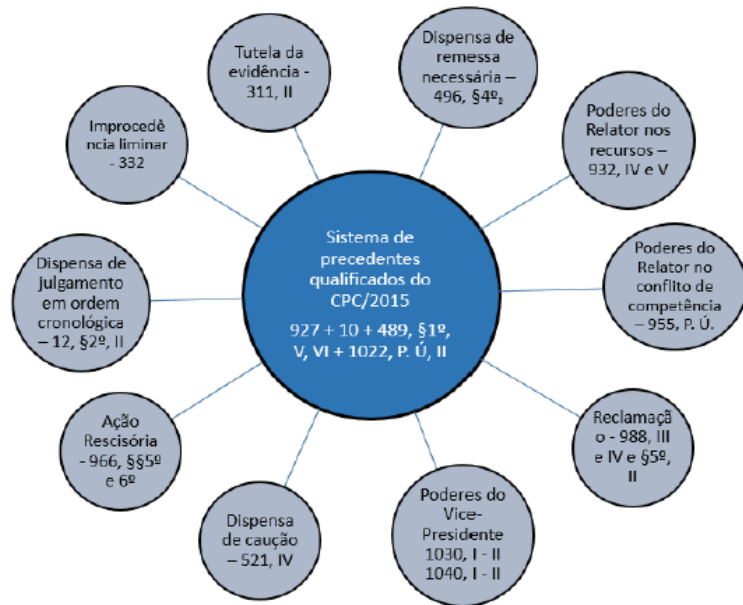 Tutela da
evidência -
311, II
Dispensa de
remessa
necessária –
496, §4º,
Poderes do
Relator nos
recursos –
932, IV e V
Poderes do
Relator no
conflito de
competência
– 955, P. Ú.
Reclamaçã
o - 988, III
e IV e §5º,
II
Poderes do
Vice-
Presidente
1030, I - II
1040, I - II
Dispensa
de caução
– 521, IV
Ação
Rescisória
- 966, §§5º
e 6º
Dispensa de
julgamento
em ordem
cronológica
– 12, §2º, II
Improcedê
ncia liminar
- 332
Sistema de
precedentes
qualificados do
CPC/2015
927 + 10 + 489, §1º,
V, VI + 1022, P. Ú, II